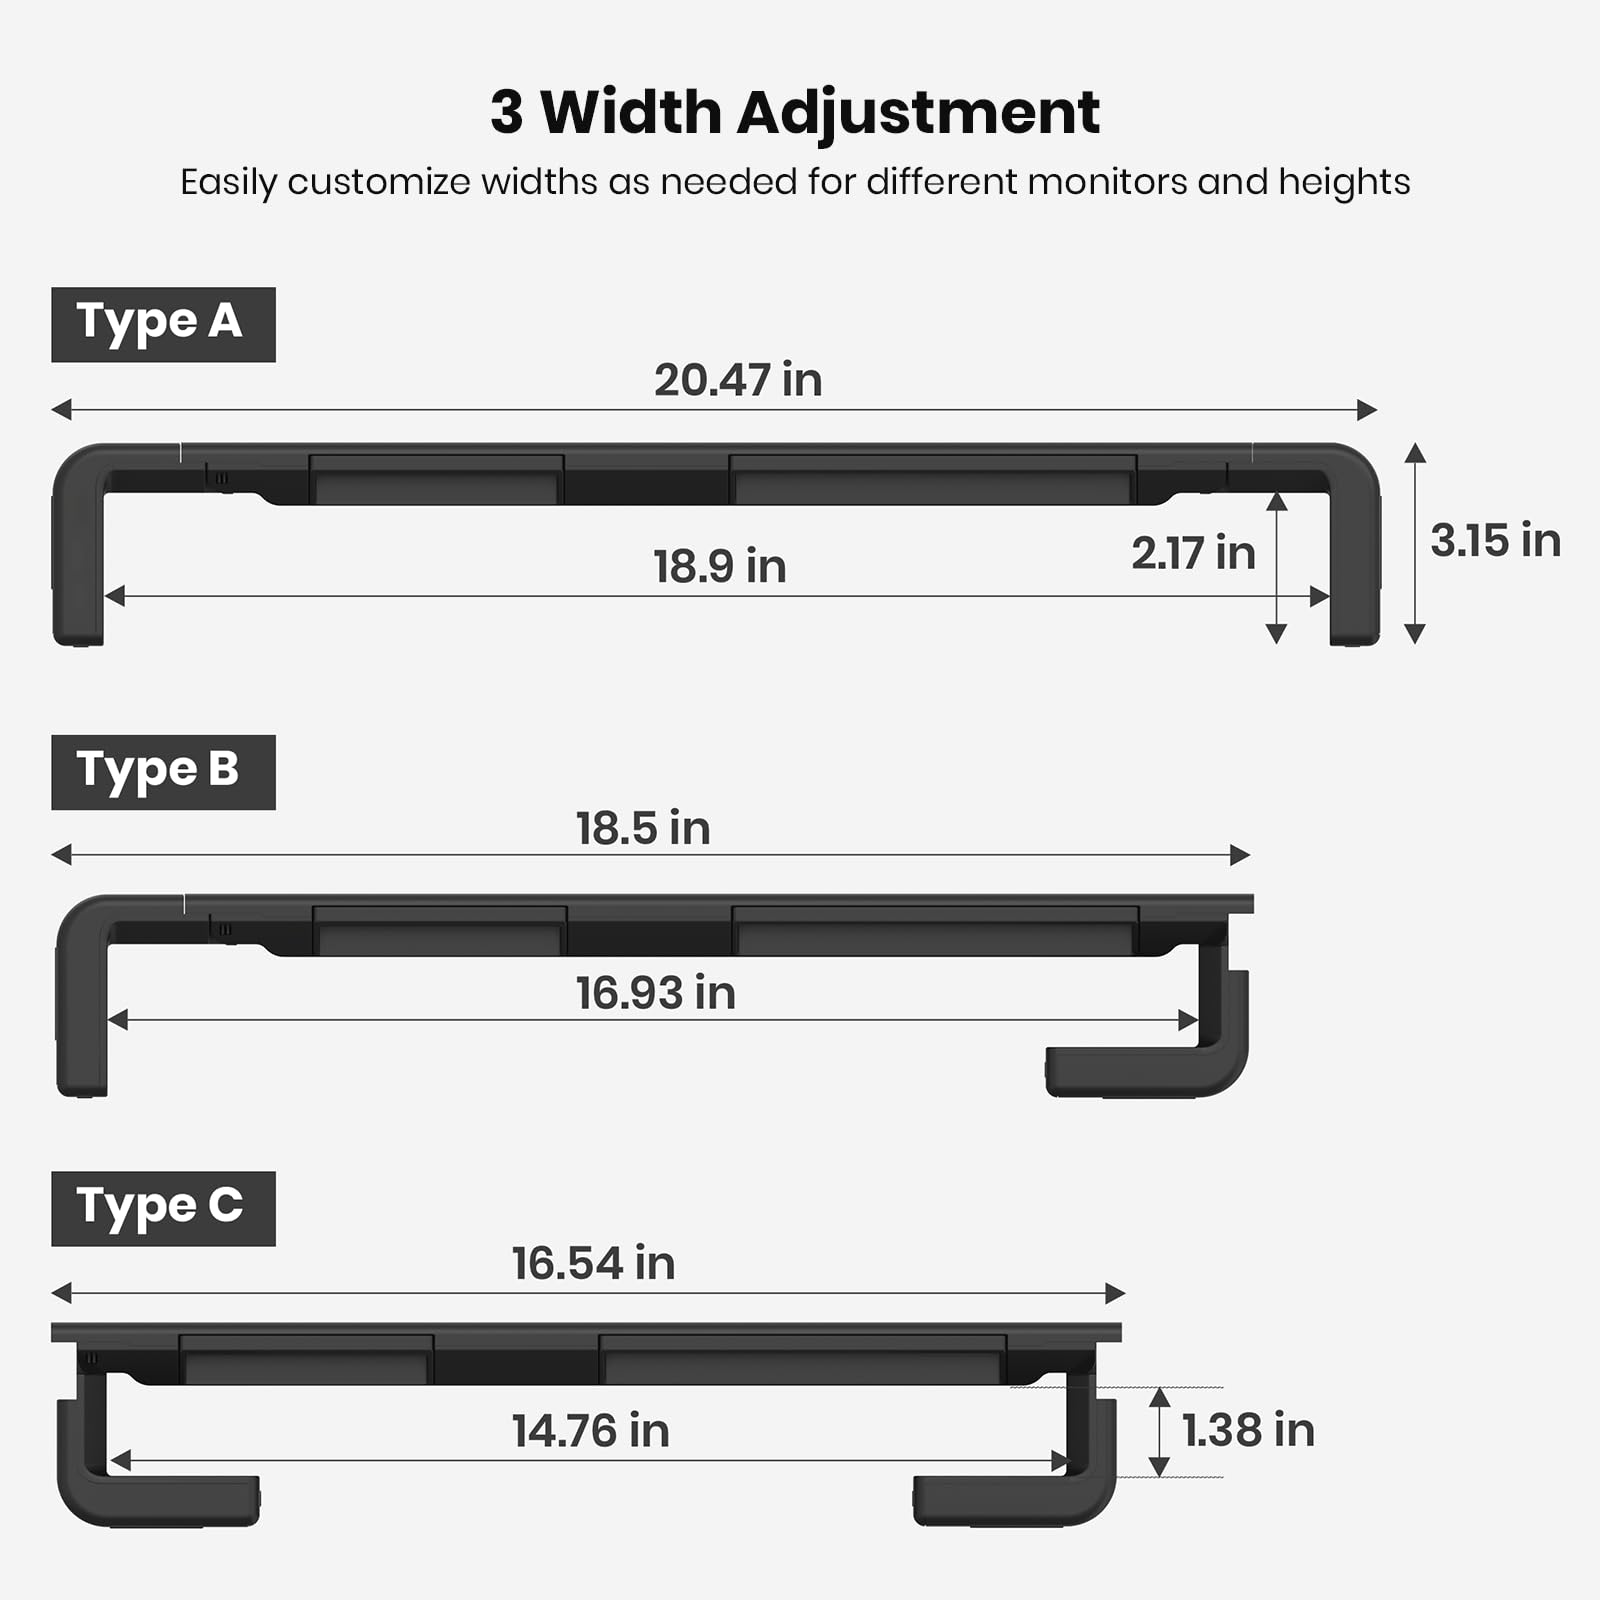 3 Width Adjustment
Easily customize widths as needed for different monitors and heights
Type A
20.47 in
18.9 in
2.17 in
3.15 in
Type B
18.5 in
16.93 in
Type C
16.54 in
14.76 in
1.38 in